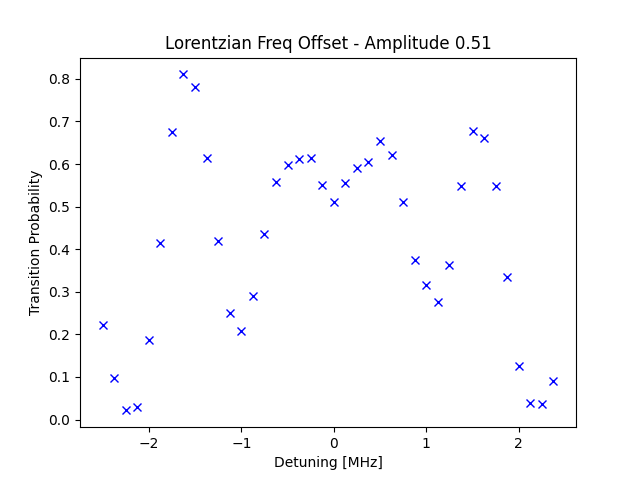 Lorentzian Freq Offset - Amplitude 0.51
Transition Probability
0.8
0.7
0.6
0.5
0.4
0.3
0.2
0.1
0.0
−2 −1 0 1 2
Detuning [MHz]